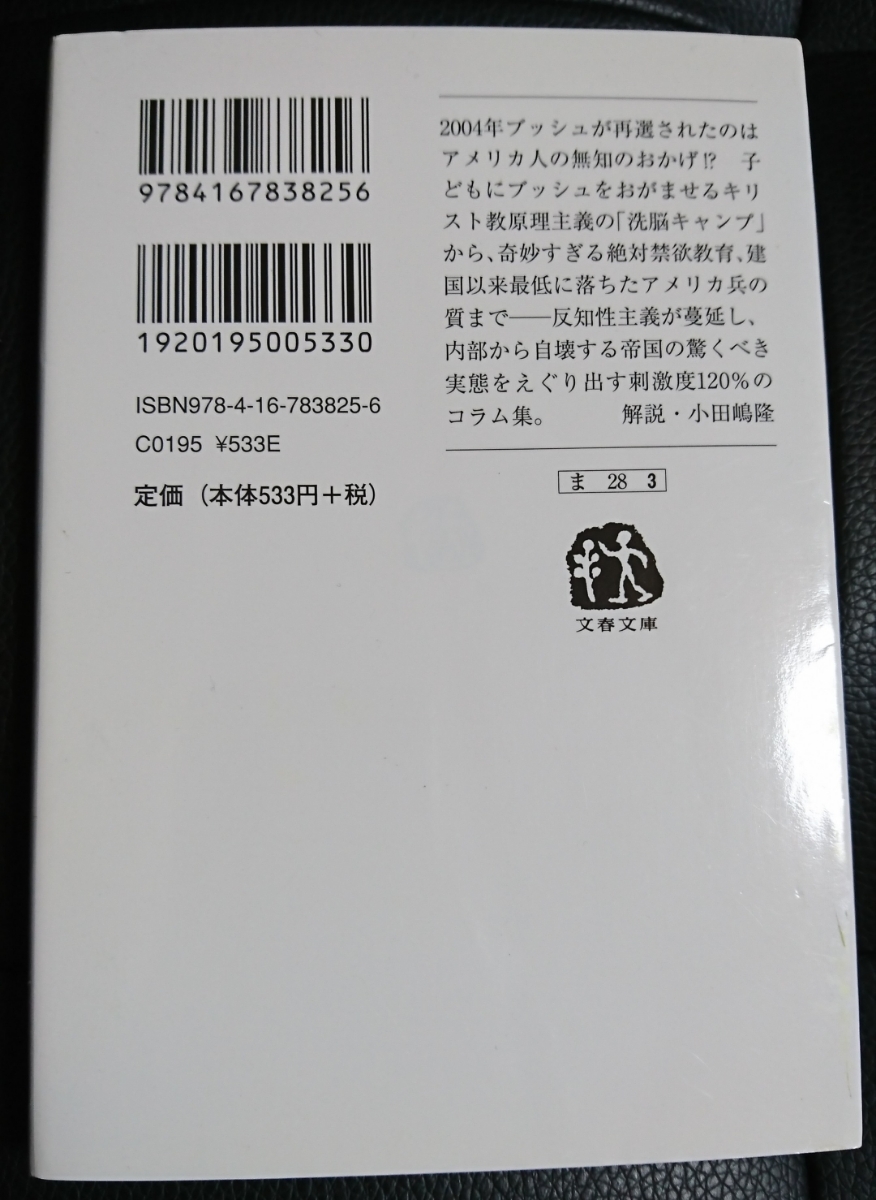 9784167838256
1920195005330
ISBN978-4-16-783825-6
C0195 ¥533E
定価（本体533円＋税）
2004年ブッシュが再選されたのは
アメリカ人の無知のおかげ!?　子
どもにブッシュをおがませるキリ
スト教原理主義の「洗脳キャンプ」
から、奇妙すぎる絶対禁欲教育、建
国以来最低に落ちたアメリカ兵の
質まで──反知性主義が蔓延し、
内部から自壊する帝国の驚くべき
実態をえぐり出す刺激度120%の
コラム集。　解説・小田嶋隆
ま 28 3
文春文庫